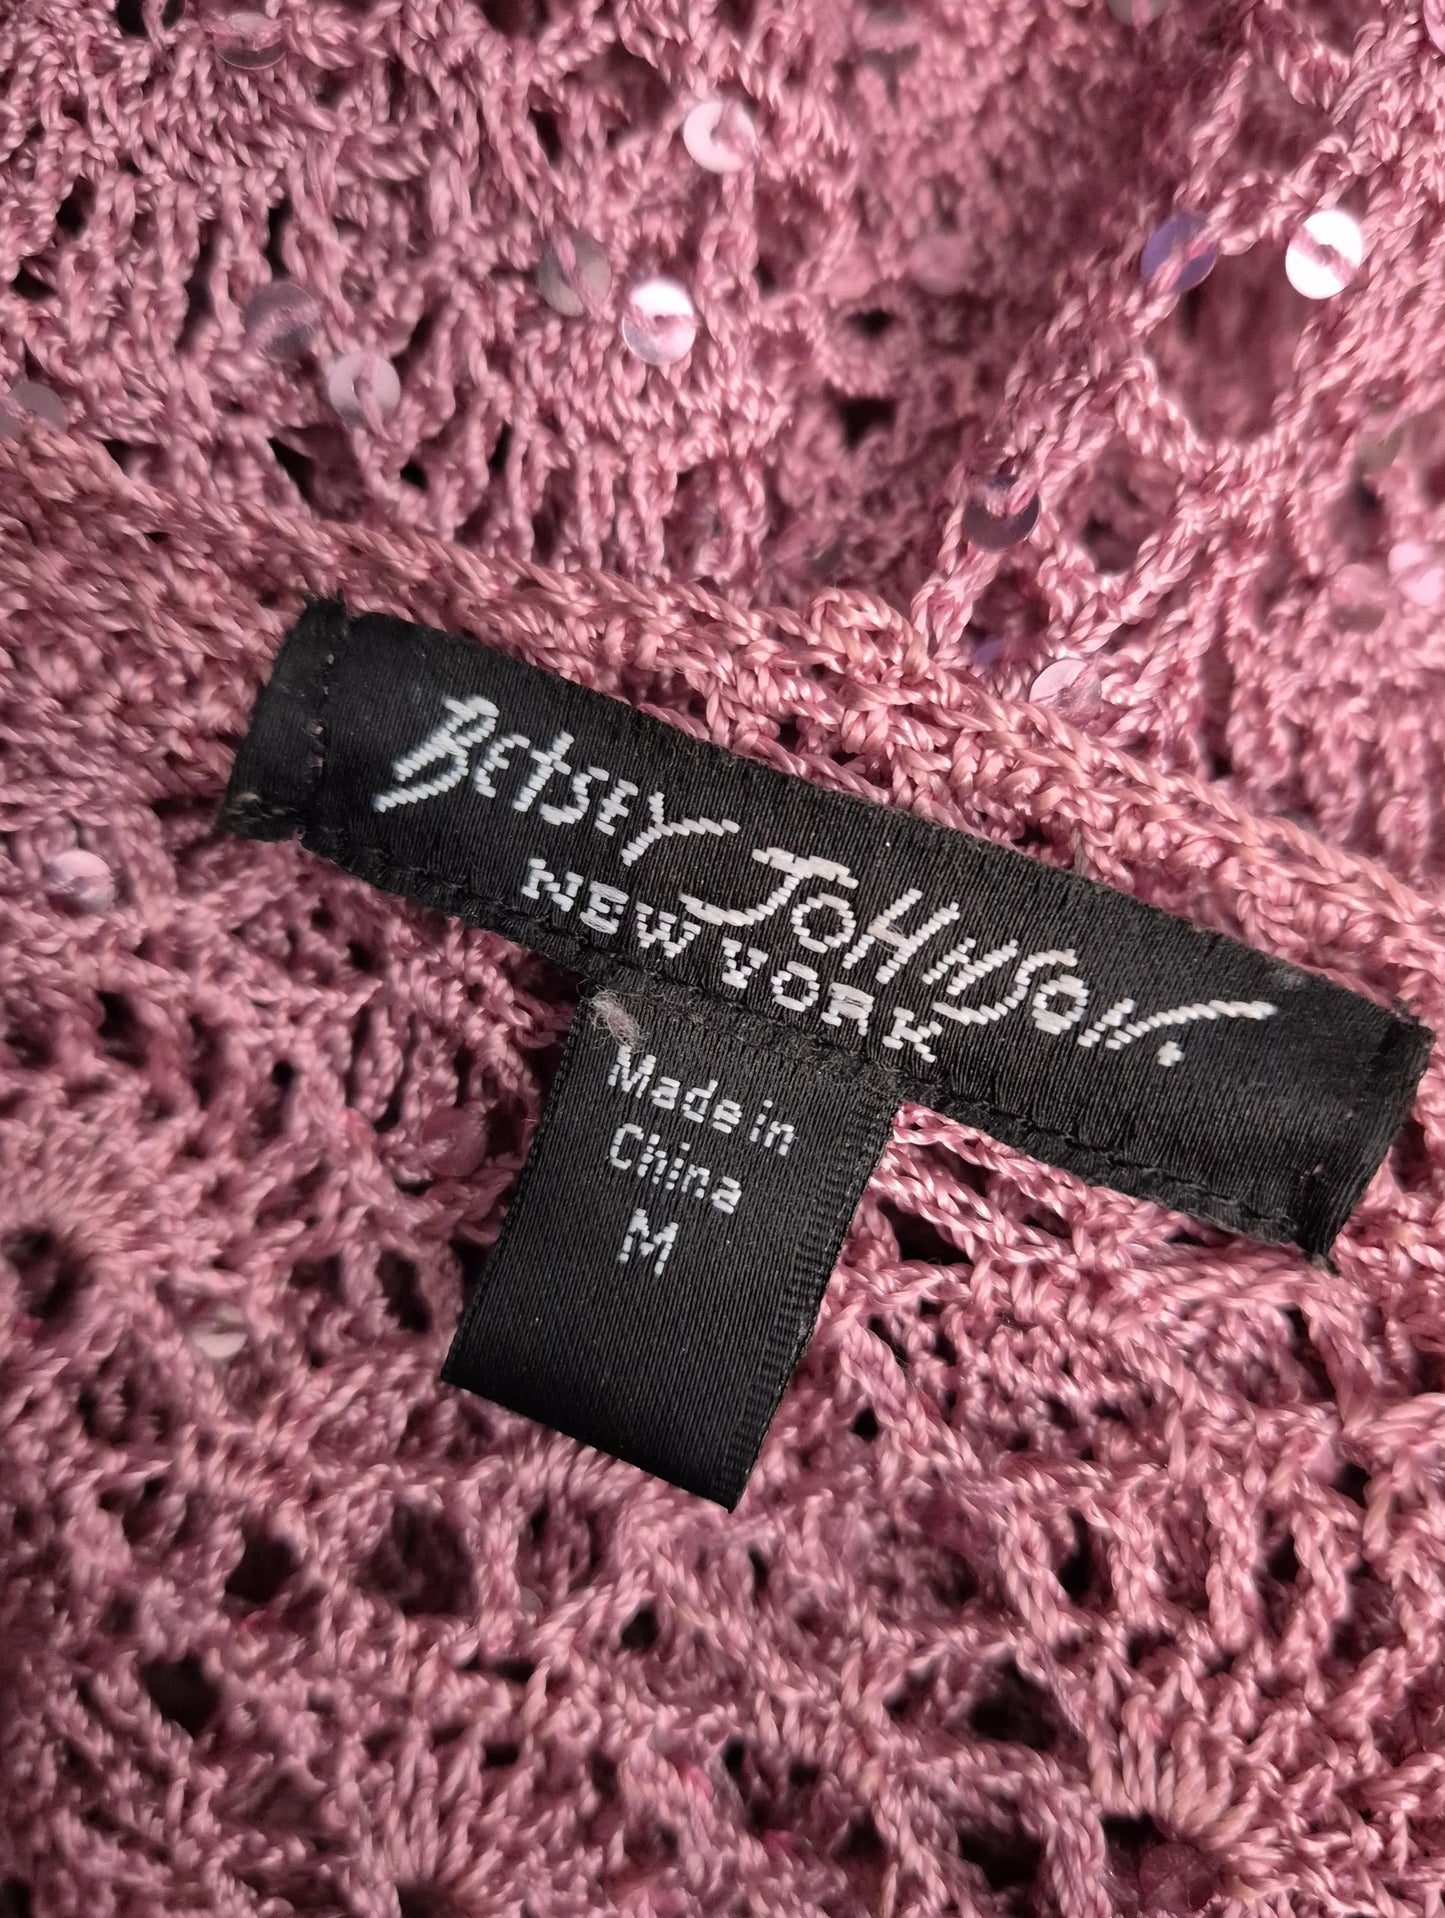 Betsey Johnson.
NEW YORK
Made in
China
M